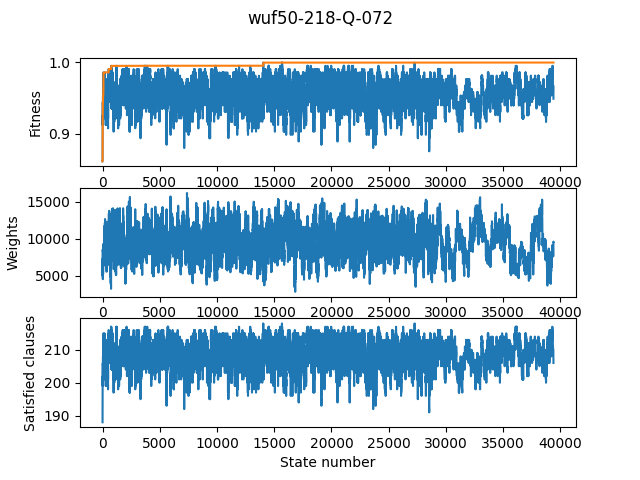 wuf50-218-Q-072
1.0
0.9
Fitness
0 5000 10000 15000 20000 25000 30000 35000 40000
15000
10000
5000
Weights
0 5000 10000 15000 20000 25000 30000 35000 40000
210
200
190
Satisfied clauses
0 5000 10000 15000 20000 25000 30000 35000 40000
State number